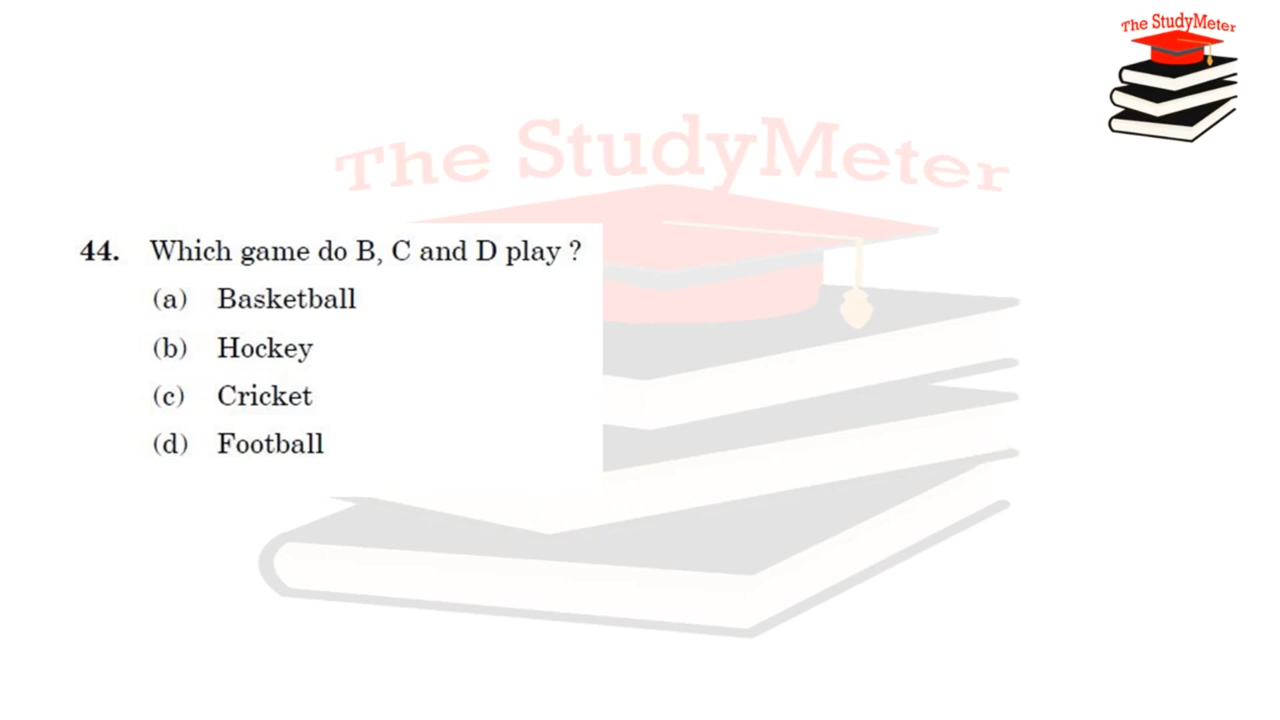 The StudyMeter
The StudyMeter
44. Which game do B, C and D play ?
(a) Basketball
(b) Hockey
(c) Cricket
(d) Football